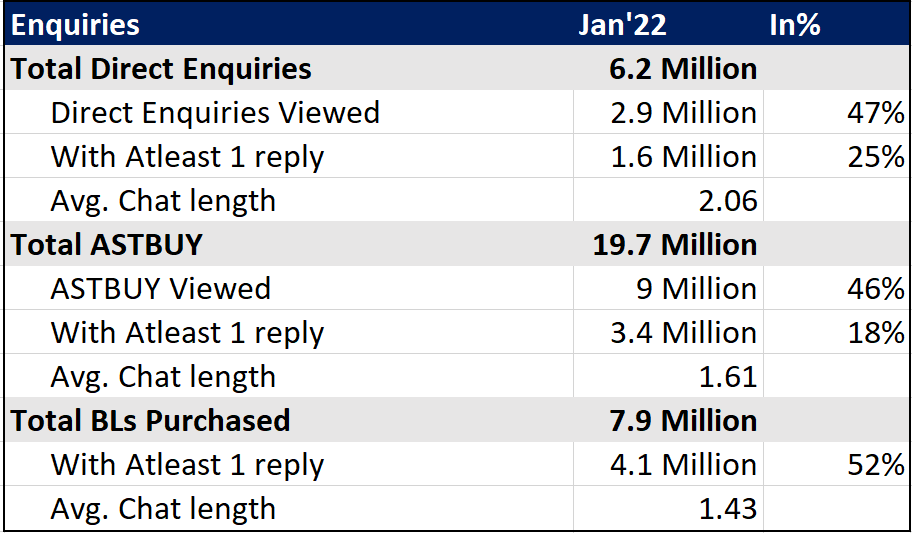 Enquiries Jan'22 In%
Total Direct Enquiries 6.2 Million
Direct Enquiries Viewed 2.9 Million 47%
With Atleast 1 reply 1.6 Million 25%
Avg. Chat length 2.06
Total ASTBUY 19.7 Million
ASTBUY Viewed 9 Million 46%
With Atleast 1 reply 3.4 Million 18%
Avg. Chat length 1.61
Total BLs Purchased 7.9 Million
With Atleast 1 reply 4.1 Million 52%
Avg. Chat length 1.43